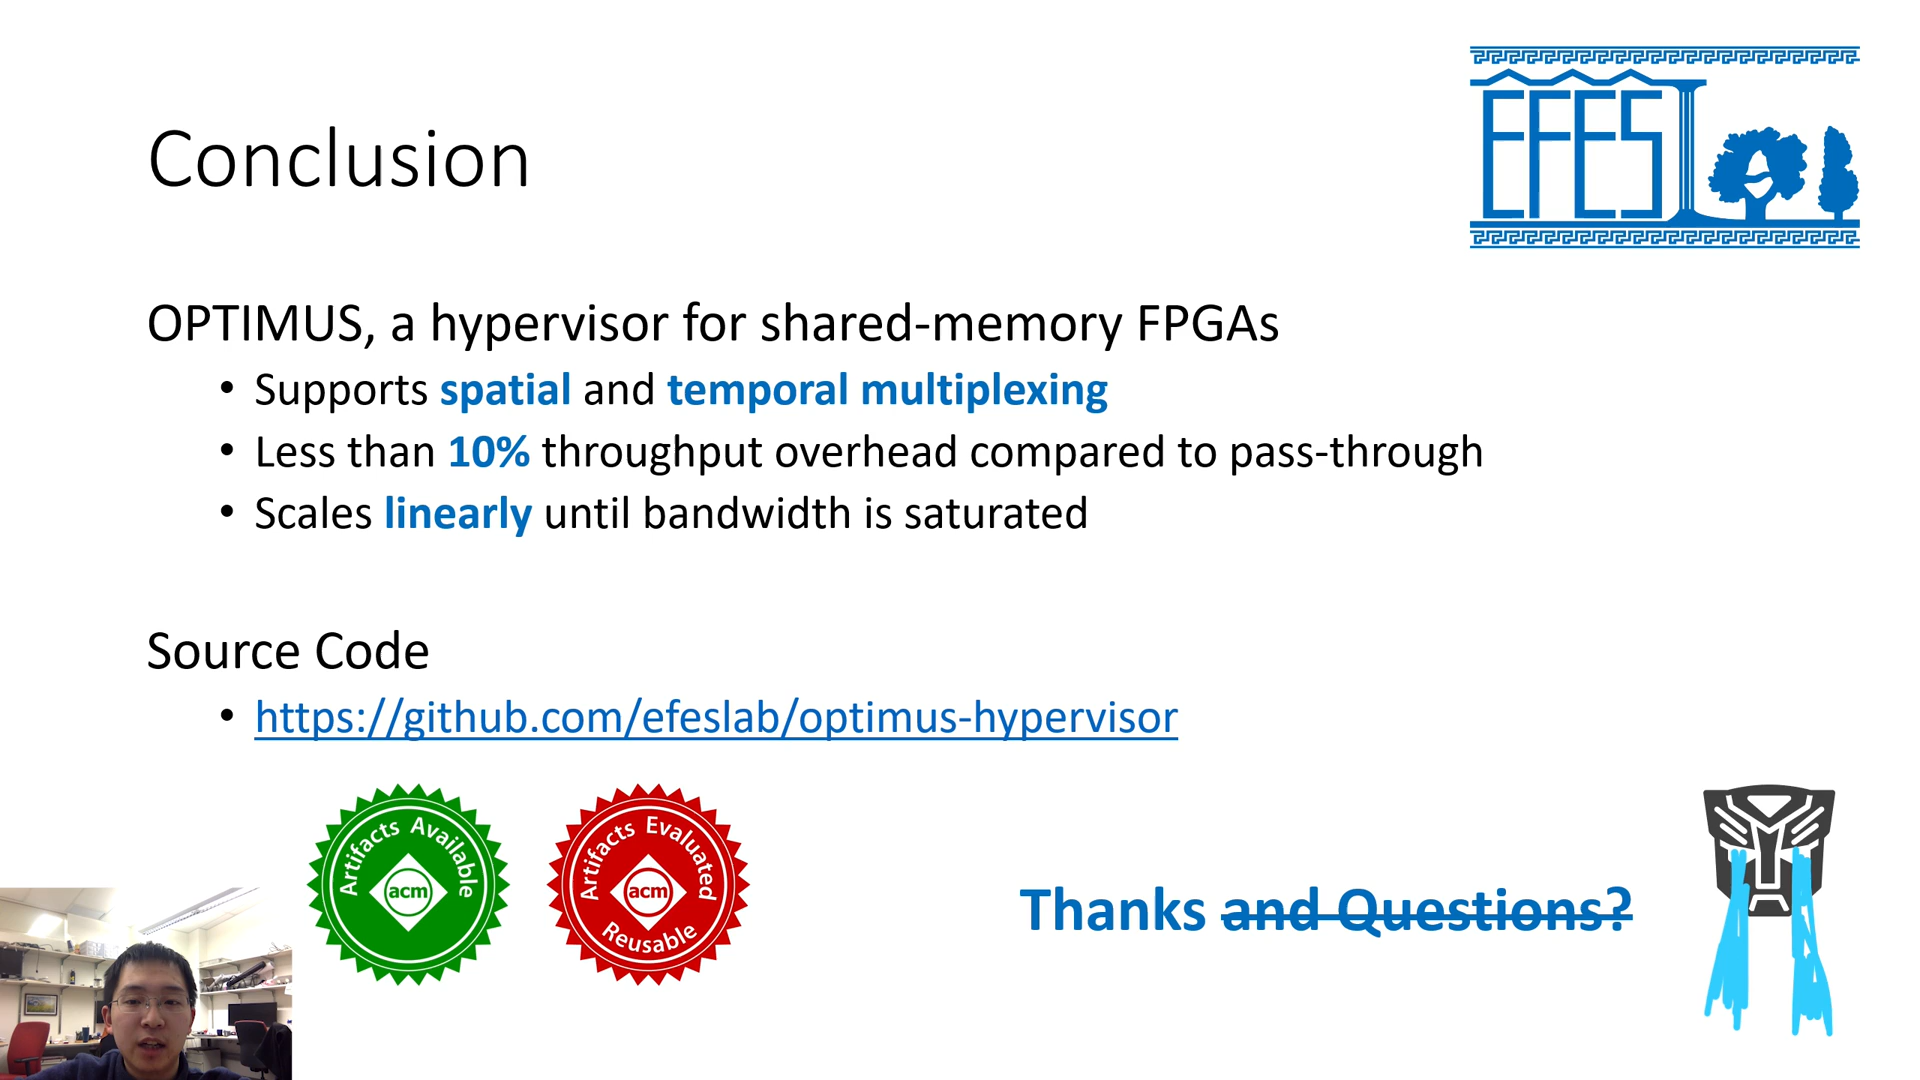 EFES
Conclusion
OPTIMUS, a hypervisor for shared-memory FPGAs
• Supports spatial and temporal multiplexing
• Less than 10% throughput overhead compared to pass-through
• Scales linearly until bandwidth is saturated
Source Code
• https://github.com/efeslab/optimus-hypervisor
Artifacts Available
acm
Artifacts Evaluated
acm
Reusable
Thanks and Questions?